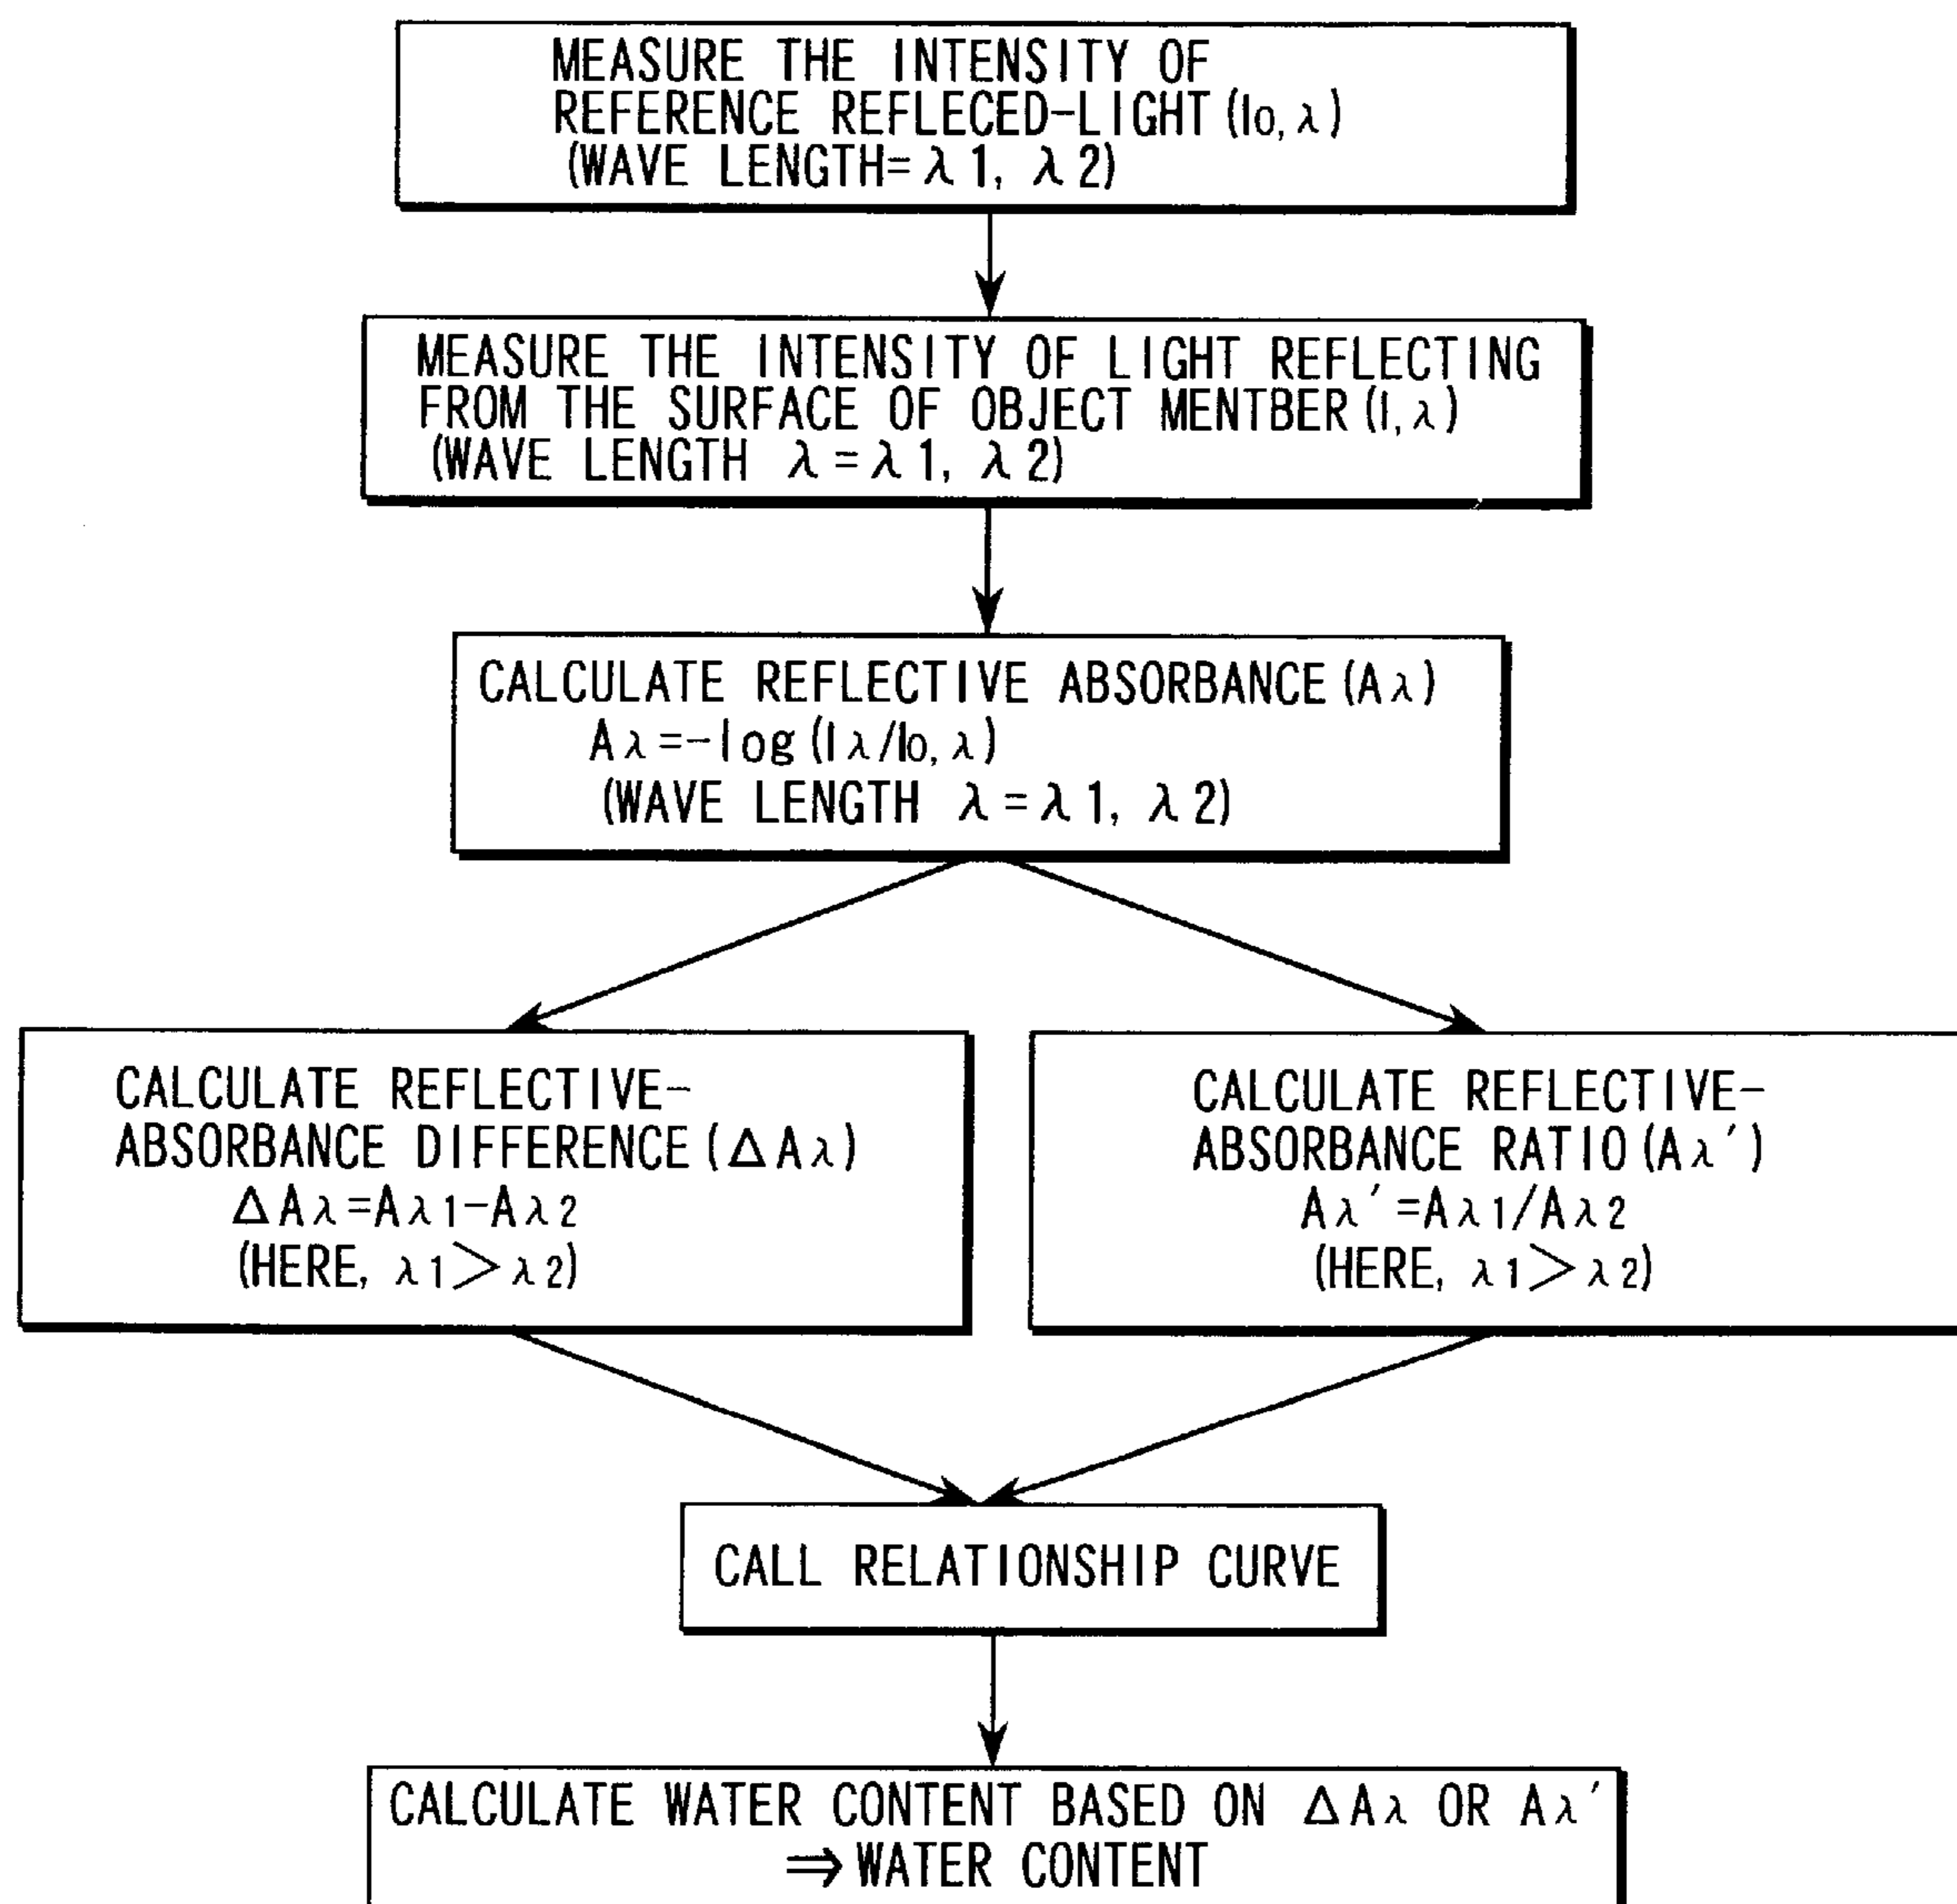 MEASURE THE INTENSITY OF
REFERENCE REFLECED-LIGHT (I0, λ)
(WAVE LENGTH=λ1, λ2)
MEASURE THE INTENSITY OF LIGHT REFLECTING
FROM THE SURFACE OF OBJECT MENTBER (I, λ)
(WAVE LENGTH λ=λ1, λ2)
CALCULATE REFLECTIVE ABSORBANCE (Aλ)
Aλ=-log (Iλ/I0, λ)
(WAVE LENGTH λ=λ1, λ2)
CALCULATE REFLECTIVE-
ABSORBANCE DIFFERENCE (ΔAλ)
ΔAλ=Aλ1-Aλ2
(HERE, λ1>λ2)
CALCULATE REFLECTIVE-
ABSORBANCE RATIO (Aλ')
Aλ'=Aλ1/Aλ2
(HERE, λ1>λ2)
CALL RELATIONSHIP CURVE
CALCULATE WATER CONTENT BASED ON ΔAλ OR Aλ'
⇒WATER CONTENT